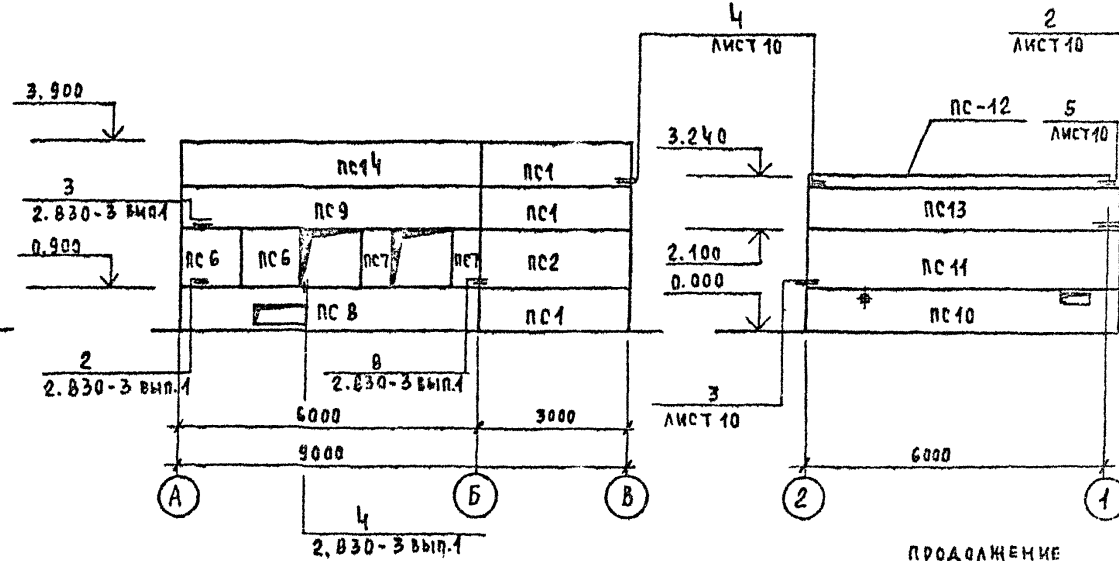 4
ЛИСТ 10
2
ЛИСТ 10
3.900
ПС-12
5
ЛИСТ 10
3.240
ПС14
ПС1
3
2.830-3 ВЫП.1
ПС9
ПС1
ПС13
0.900
ПС6
ПС6
ПС7
ПС7
ПС2
2.100
0.000
ПС11
ПС8
ПС1
ПС10
2
2.830-3 ВЫП.1
8
2.830-3 ВЫП.1
3
ЛИСТ 10
6000
3000
9000
6000
А
Б
В
2
1
4
2.830-3 ВЫП.1
ПРОДОЛЖЕНИЕ